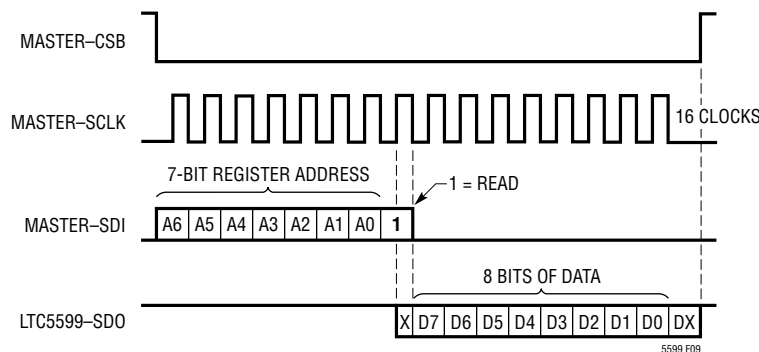 MASTER–CSB
MASTER–SCLK
16 CLOCKS
7-BIT REGISTER ADDRESS
1 = READ
MASTER–SDI
A6 A5 A4 A3 A2 A1 A0 1
8 BITS OF DATA
LTC5599–SDO
X D7 D6 D5 D4 D3 D2 D1 D0 DX
5599 F09